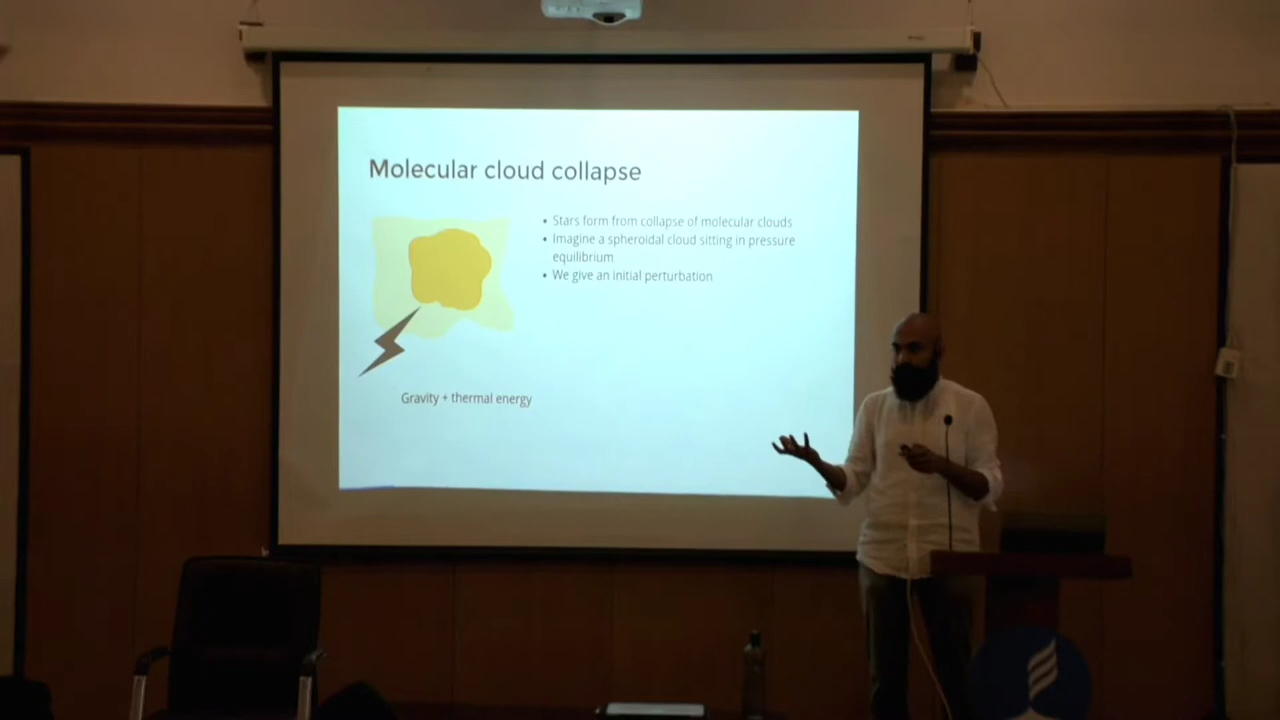 Molecular cloud collapse
• Stars form from collapse of molecular clouds
• Imagine a spheroidal cloud sitting in pressure
equilibrium
• We give an initial perturbation
Gravity + thermal energy